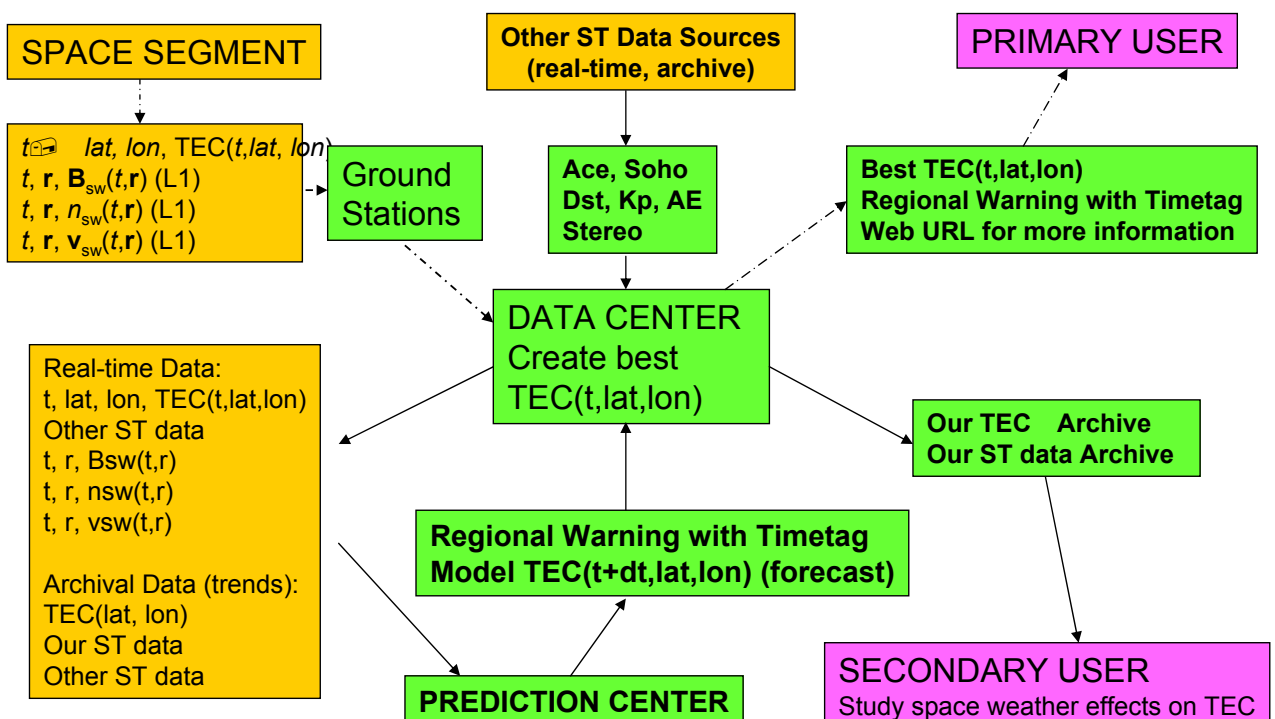 SPACE SEGMENT
Other ST Data Sources
(real-time, archive)
PRIMARY USER
t lat, lon, TEC(t,lat, lon)
t, r, Bsw(t,r) (L1)
t, r, nsw(t,r) (L1)
t, r, vsw(t,r) (L1)
Ground
Stations
Ace, Soho
Dst, Kp, AE
Stereo
Best TEC(t,lat,lon)
Regional Warning with Timetag
Web URL for more information
DATA CENTER
Create best
TEC(t,lat,lon)
Real-time Data:
t, lat, lon, TEC(t,lat,lon)
Other ST data
t, r, Bsw(t,r)
t, r, nsw(t,r)
t, r, vsw(t,r)
Archival Data (trends):
TEC(lat, lon)
Our ST data
Other ST data
Our TEC Archive
Our ST data Archive
Regional Warning with Timetag
Model TEC(t+dt,lat,lon) (forecast)
PREDICTION CENTER
SECONDARY USER
Study space weather effects on TEC